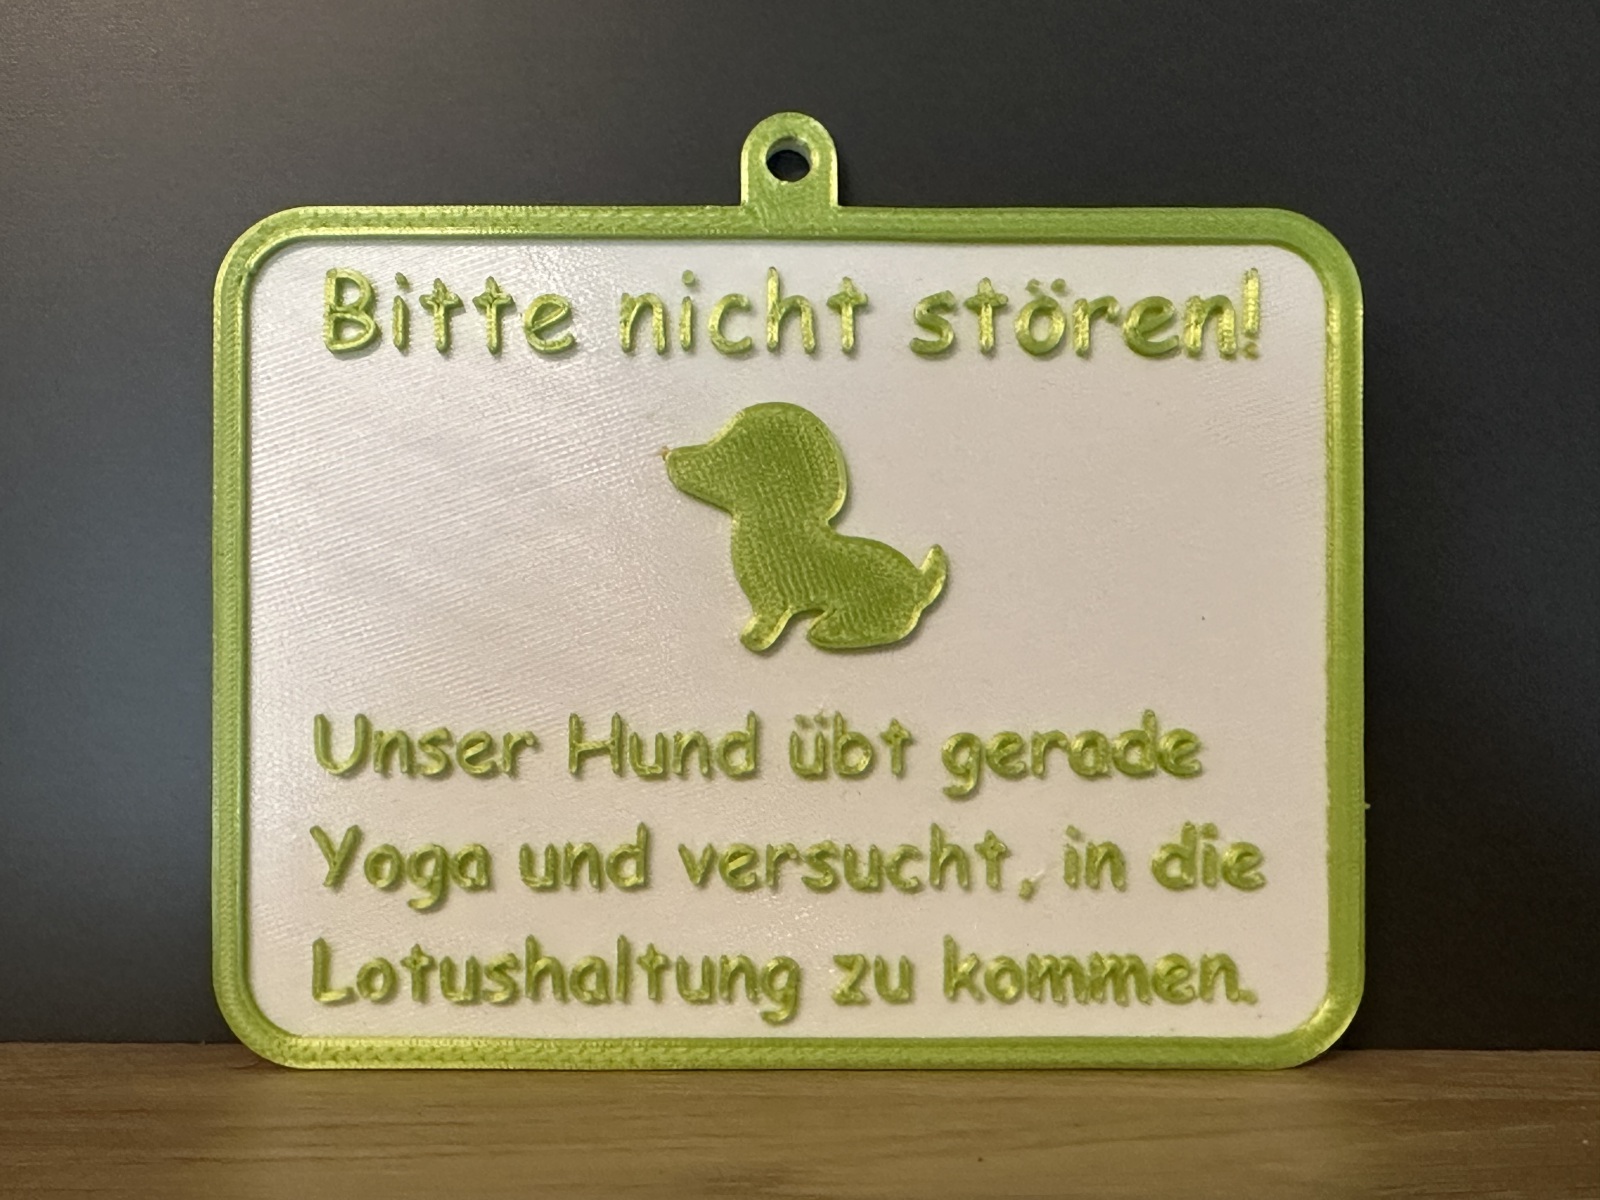 Bitte nicht stören!
Unser Hund übt gerade
Yoga und versucht, in die
Lotushaltung zu kommen.